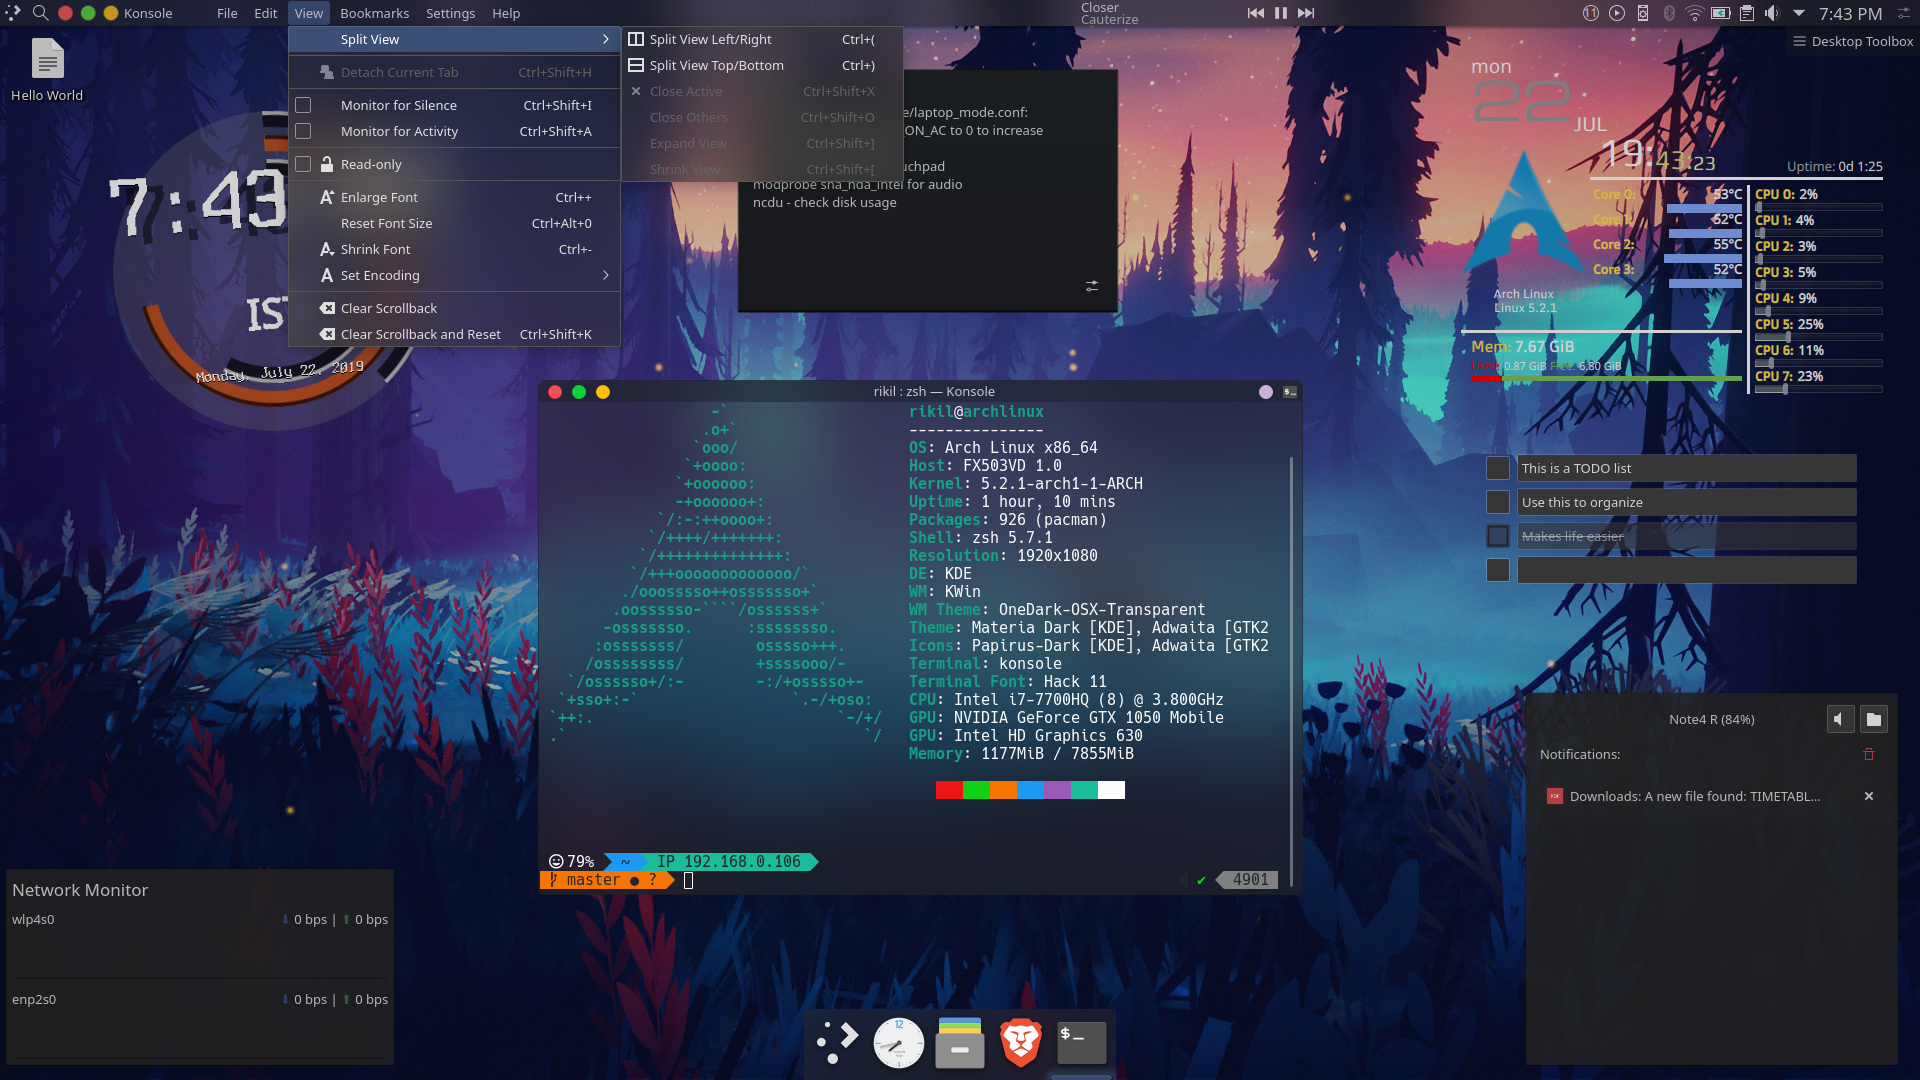 Konsole File Edit View Bookmarks Settings Help
Closer
Cauterize
11
7:43 PM
Hello World
Split View
Detach Current Tab Ctrl+Shift+H
Monitor for Silence Ctrl+Shift+I
Monitor for Activity Ctrl+Shift+A
Read-only
Enlarge Font Ctrl++
Reset Font Size Ctrl+Alt+0
Shrink Font Ctrl+-
Set Encoding
Clear Scrollback
Clear Scrollback and Reset Ctrl+Shift+K
Split View Left/Right Ctrl+(
Split View Top/Bottom Ctrl+)
Close Active Ctrl+Shift+X
Close Others Ctrl+Shift+O
Expand View Ctrl+Shift+]
Shrink View Ctrl+Shift+[
e/laptop_mode.conf:
ON_AC to 0 to increase
uchpad
modprobe sna_hda_intel for audio
ncdu - check disk usage
7:43
IST
Monday, July 22, 2019
Desktop Toolbox
mon
22
JUL
19:43:23
Uptime: 0d 1:25
Core 0: 53°C
Core 1: 52°C
Core 2: 55°C
Core 3: 52°C
CPU 0: 2%
CPU 1: 4%
CPU 2: 3%
CPU 3: 5%
CPU 4: 9%
CPU 5: 25%
CPU 6: 11%
CPU 7: 23%
Arch Linux
Linux 5.2.1
Mem: 7.67 GiB
Used: 0.87 GiB Free: 6.80 GiB
This is a TODO list
Use this to organize
Makes life easier
rikil : zsh — Konsole
rikil@archlinux
---------------
OS: Arch Linux x86_64
Host: FX503VD 1.0
Kernel: 5.2.1-arch1-1-ARCH
Uptime: 1 hour, 10 mins
Packages: 926 (pacman)
Shell: zsh 5.7.1
Resolution: 1920x1080
DE: KDE
WM: KWin
WM Theme: OneDark-OSX-Transparent
Theme: Materia Dark [KDE], Adwaita [GTK2
Icons: Papirus-Dark [KDE], Adwaita [GTK2
Terminal: konsole
Terminal Font: Hack 11
CPU: Intel i7-7700HQ (8) @ 3.800GHz
GPU: NVIDIA GeForce GTX 1050 Mobile
GPU: Intel HD Graphics 630
Memory: 1177MiB / 7855MiB
79% ~ IP 192.168.0.106
master ● ? ✔ 4901
Note4 R (84%)
Notifications:
Downloads: A new file found: TIMETABL...
Network Monitor
wlp4s0 0 bps | 0 bps
enp2s0 0 bps | 0 bps
12
$_